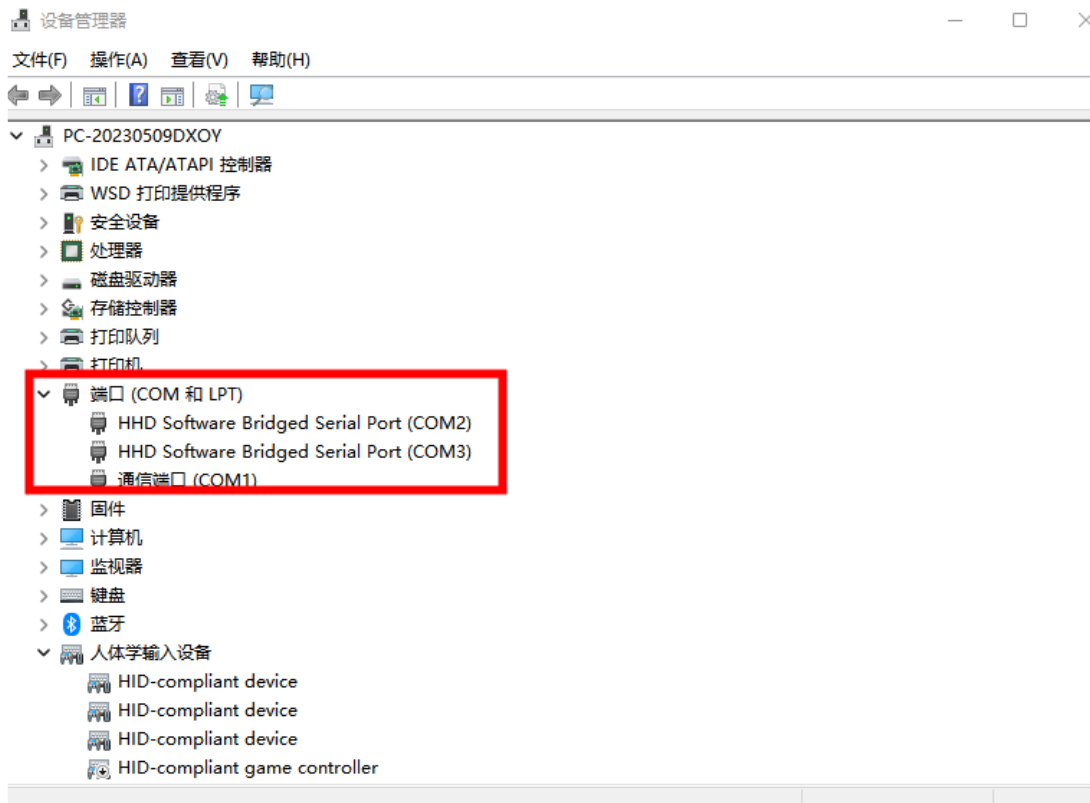 设备管理器
文件(F) 操作(A) 查看(V) 帮助(H)
PC-20230509DXOY
IDE ATA/ATAPI 控制器
WSD 打印提供程序
安全设备
处理器
磁盘驱动器
存储控制器
打印队列
打印机
端口 (COM 和 LPT)
HHD Software Bridged Serial Port (COM2)
HHD Software Bridged Serial Port (COM3)
通信端口 (COM1)
固件
计算机
监视器
键盘
蓝牙
人体学输入设备
HID-compliant device
HID-compliant device
HID-compliant device
HID-compliant game controller